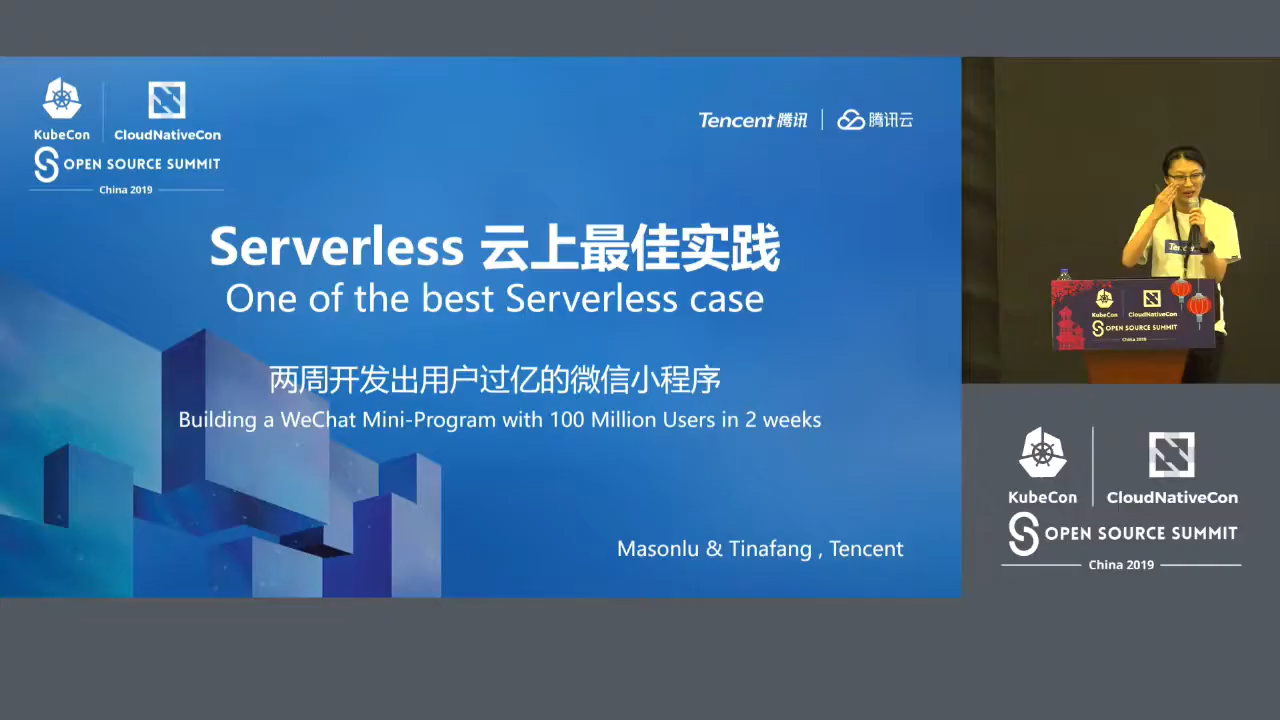 KubeCon
CloudNativeCon
OPEN SOURCE SUMMIT
China 2019
Tencent 腾讯
腾讯云
Serverless 云上最佳实践
One of the best Serverless case
两周开发出用户过亿的微信小程序
Building a WeChat Mini-Program with 100 Million Users in 2 weeks
Masonlu & Tinafang , Tencent
KubeCon
CloudNativeCon
OPEN SOURCE SUMMIT
China 2019
KubeCon
CloudNativeCon
OPEN SOURCE SUMMIT
China 2019